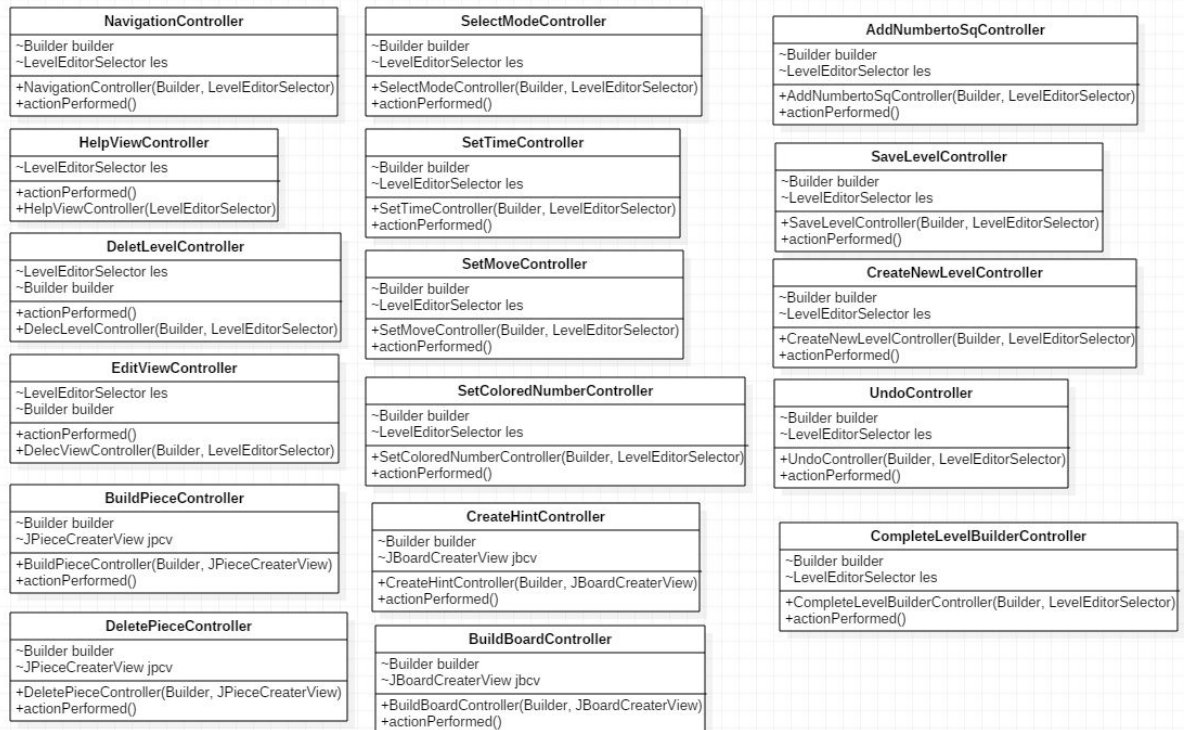 NavigationController
~Builder builder
~LevelEditorSelector les
+NavigationController(Builder, LevelEditorSelector)
+actionPerformed()
HelpViewController
~LevelEditorSelector les
+actionPerformed()
+HelpViewController(LevelEditorSelector)
DeletLevelController
~LevelEditorSelector les
~Builder builder
+actionPerformed()
+DelecLevelController(Builder, LevelEditorSelector)
EditViewController
~LevelEditorSelector les
~Builder builder
+actionPerformed()
+DelecViewController(Builder, LevelEditorSelector)
BuildPieceController
~Builder builder
~JPieceCreaterView jpcv
+BuildPieceController(Builder, JPieceCreaterView)
+actionPerformed()
DeletePieceController
~Builder builder
~JPieceCreaterView jpcv
+DeletePieceController(Builder, JPieceCreaterView)
+actionPerformed()
SelectModeController
~Builder builder
~LevelEditorSelector les
+SelectModeController(Builder, LevelEditorSelector)
+actionPerformed()
SetTimeController
~Builder builder
~LevelEditorSelector les
+SetTimeController(Builder, LevelEditorSelector)
+actionPerformed()
SetMoveController
~Builder builder
~LevelEditorSelector les
+SetMoveController(Builder, LevelEditorSelector)
+actionPerformed()
SetColoredNumberController
~Builder builder
~LevelEditorSelector les
+SetColoredNumberController(Builder, LevelEditorSelector)
+actionPerformed()
CreateHintController
~Builder builder
~JBoardCreaterView jbcv
+CreateHintController(Builder, JBoardCreaterView)
+actionPerformed()
BuildBoardController
~Builder builder
~JBoardCreaterView jbcv
+BuildBoardController(Builder, JBoardCreaterView)
+actionPerformed()
AddNumbertoSqController
~Builder builder
~LevelEditorSelector les
+AddNumbertoSqController(Builder, LevelEditorSelector)
+actionPerformed()
SaveLevelController
~Builder builder
~LevelEditorSelector les
+SaveLevelController(Builder, LevelEditorSelector)
+actionPerformed()
CreateNewLevelController
~Builder builder
~LevelEditorSelector les
+CreateNewLevelController(Builder, LevelEditorSelector)
+actionPerformed()
UndoController
~Builder builder
~LevelEditorSelector les
+UndoController(Builder, LevelEditorSelector)
+actionPerformed()
CompleteLevelBuilderController
~Builder builder
~LevelEditorSelector les
+CompleteLevelBuilderController(Builder, LevelEditorSelector)
+actionPerformed()